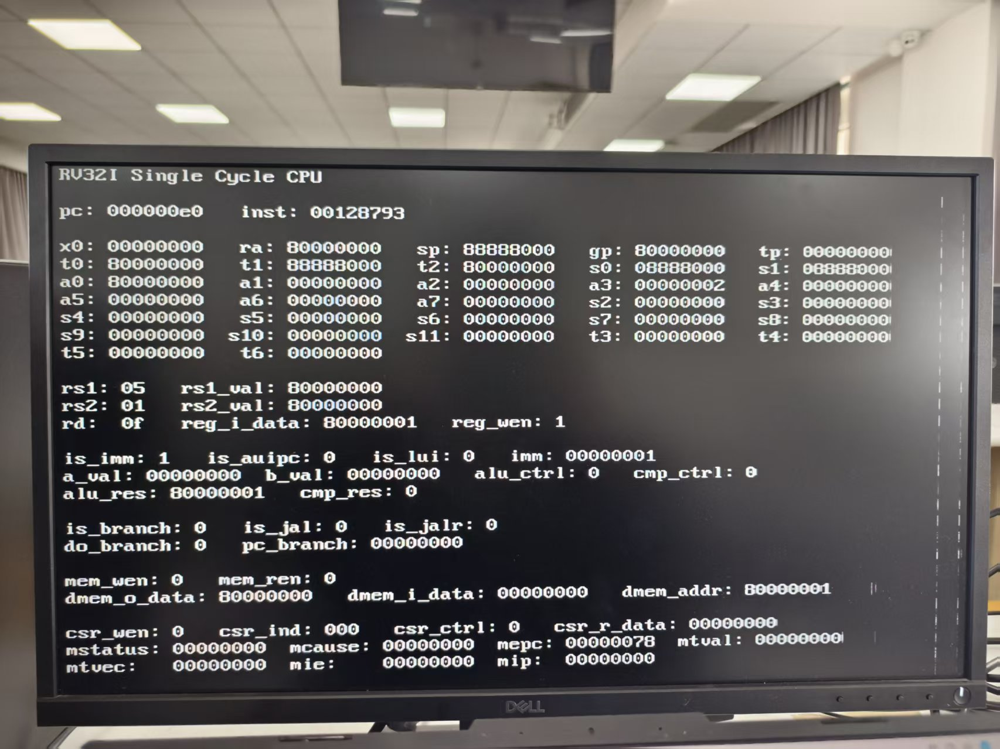 RV32I Single Cycle CPU
pc: 000000e0 inst: 00128793
x0: 00000000 ra: 80000000 sp: 88888000 gp: 80000000 tp: 00000000
t0: 80000000 t1: 88888000 t2: 80000000 s0: 08888000 s1: 08888000
a0: 80000000 a1: 00000000 a2: 00000000 a3: 00000002 a4: 00000000
a5: 00000000 a6: 00000000 a7: 00000000 s2: 00000000 s3: 00000000
s4: 00000000 s5: 00000000 s6: 00000000 s7: 00000000 s8: 00000000
s9: 00000000 s10: 00000000 s11: 00000000 t3: 00000000 t4: 00000000
t5: 00000000 t6: 00000000
rs1: 05 rs1_val: 80000000
rs2: 01 rs2_val: 80000000
rd: 0f reg_i_data: 80000001 reg_wen: 1
is_imm: 1 is_auipc: 0 is_lui: 0 imm: 00000001
a_val: 00000000 b_val: 00000000 alu_ctrl: 0 cmp_ctrl: 0
alu_res: 80000001 cmp_res: 0
is_branch: 0 is_jal: 0 is_jalr: 0
do_branch: 0 pc_branch: 00000000
mem_wen: 0 mem_ren: 0
dmem_o_data: 80000000 dmem_i_data: 00000000 dmem_addr: 80000001
csr_wen: 0 csr_ind: 000 csr_ctrl: 0 csr_r_data: 00000000
mstatus: 00000000 mcause: 00000000 mepc: 00000078 mtval: 00000000
mtvec: 00000000 mie: 00000000 mip: 00000000
DELL